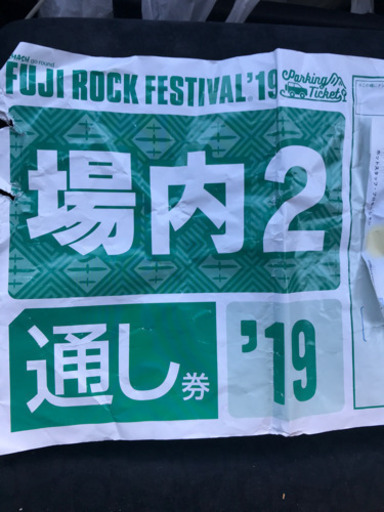 FUJI ROCK FESTIVAL'19
Parking Ticket
場内2
通し券
'19